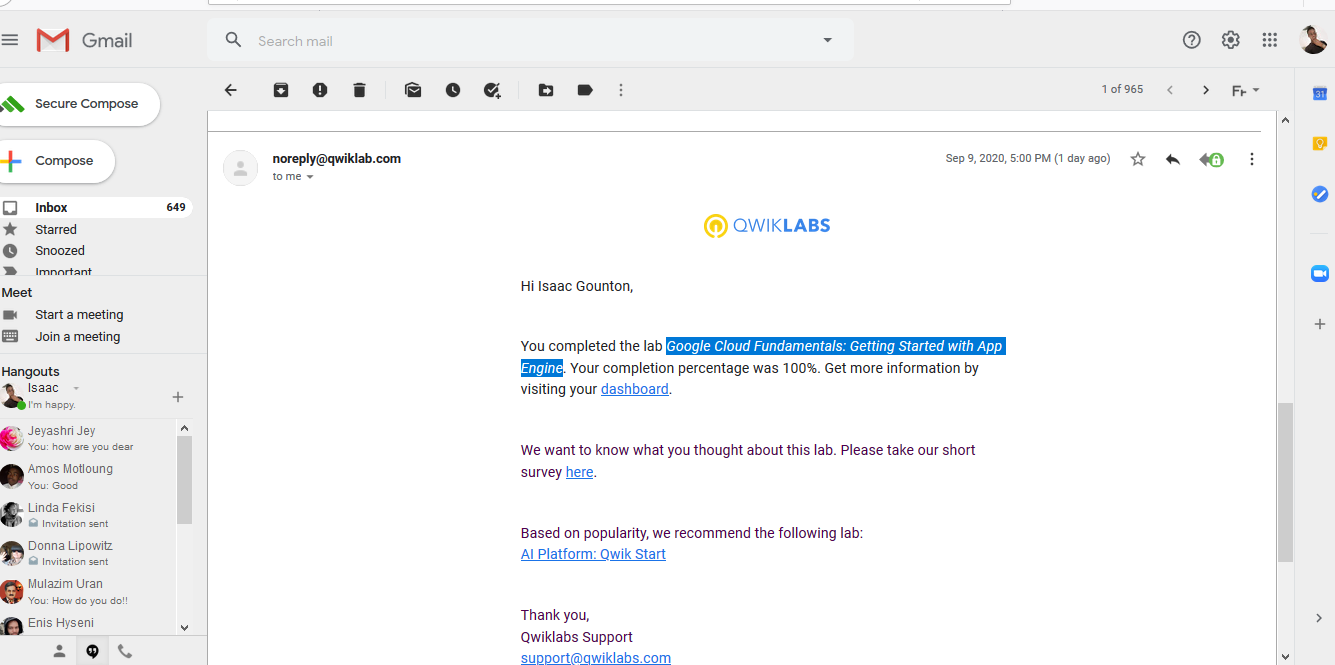 Gmail
Search mail
Secure Compose
Compose
1 of 965
Fr
31
Inbox 649
Starred
Snoozed
Important
Meet
Start a meeting
Join a meeting
Hangouts
Isaac
I'm happy.
Jeyashri Jey
You: how are you dear
Amos Motloung
You: Good
Linda Fekisi
Invitation sent
Donna Lipowitz
Invitation sent
Mulazim Uran
You: How do you do!!
Enis Hyseni
noreply@qwiklab.com
to me
Sep 9, 2020, 5:00 PM (1 day ago)
QWIKLABS
Hi Isaac Gounton,
You completed the lab Google Cloud Fundamentals: Getting Started with App
Engine. Your completion percentage was 100%. Get more information by
visiting your dashboard.
We want to know what you thought about this lab. Please take our short
survey here.
Based on popularity, we recommend the following lab:
AI Platform: Qwik Start
Thank you,
Qwiklabs Support
support@qwiklabs.com